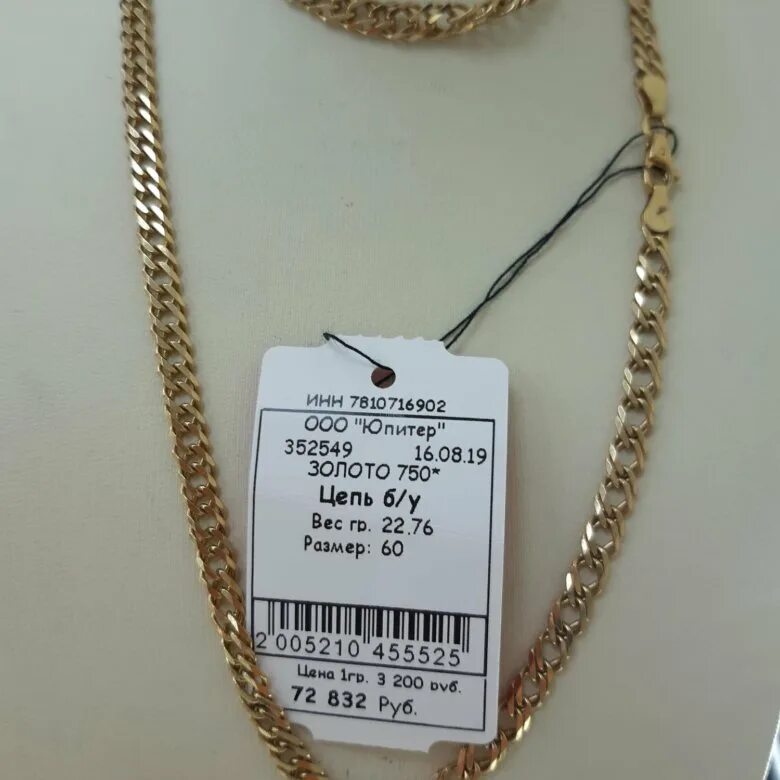 ИНН 7810716902
ООО "Юпитер"
352549 16.08.19
ЗОЛОТО 750*
Цепь б/у
Вес гр. 22.76
Размер: 60
2 005210 455525
Цена 1гр. 3 200 руб.
72 832 Руб.